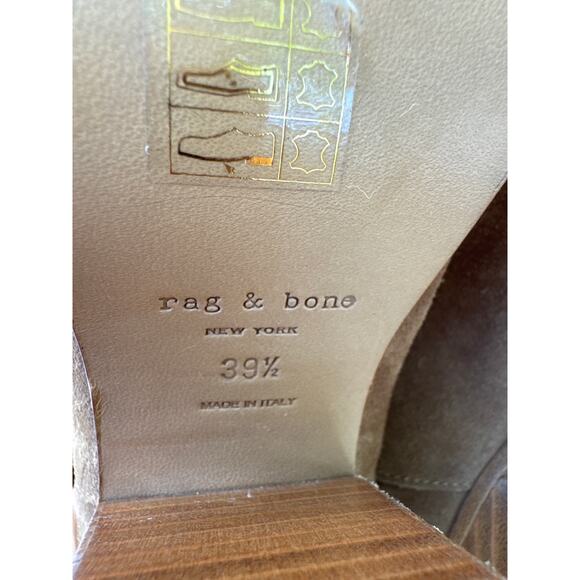 rag & bone
NEW YORK
39½
MADE IN ITALY